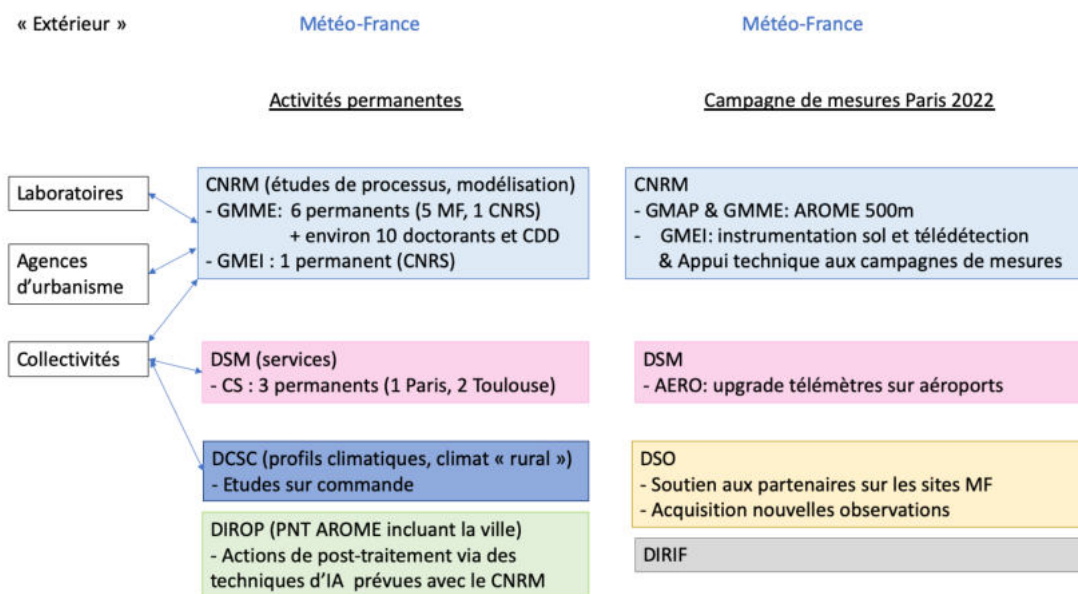 « Extérieur »
Météo-France
Météo-France
Activités permanentes
Campagne de mesures Paris 2022
Laboratoires
Agences
d’urbanisme
Collectivités
CNRM (études de processus, modélisation)
- GMME: 6 permanents (5 MF, 1 CNRS)
+ environ 10 doctorants et CDD
- GMEI : 1 permanent (CNRS)
DSM (services)
- CS : 3 permanents (1 Paris, 2 Toulouse)
DCSC (profils climatiques, climat « rural »)
- Etudes sur commande
DIROP (PNT AROME incluant la ville)
- Actions de post-traitement via des
techniques d’IA prévues avec le CNRM
CNRM
- GMAP & GMME: AROME 500m
- GMEI: instrumentation sol et télédétection
& Appui technique aux campagnes de mesures
DSM
- AERO: upgrade télémètres sur aéroports
DSO
- Soutien aux partenaires sur les sites MF
- Acquisition nouvelles observations
DIRIF